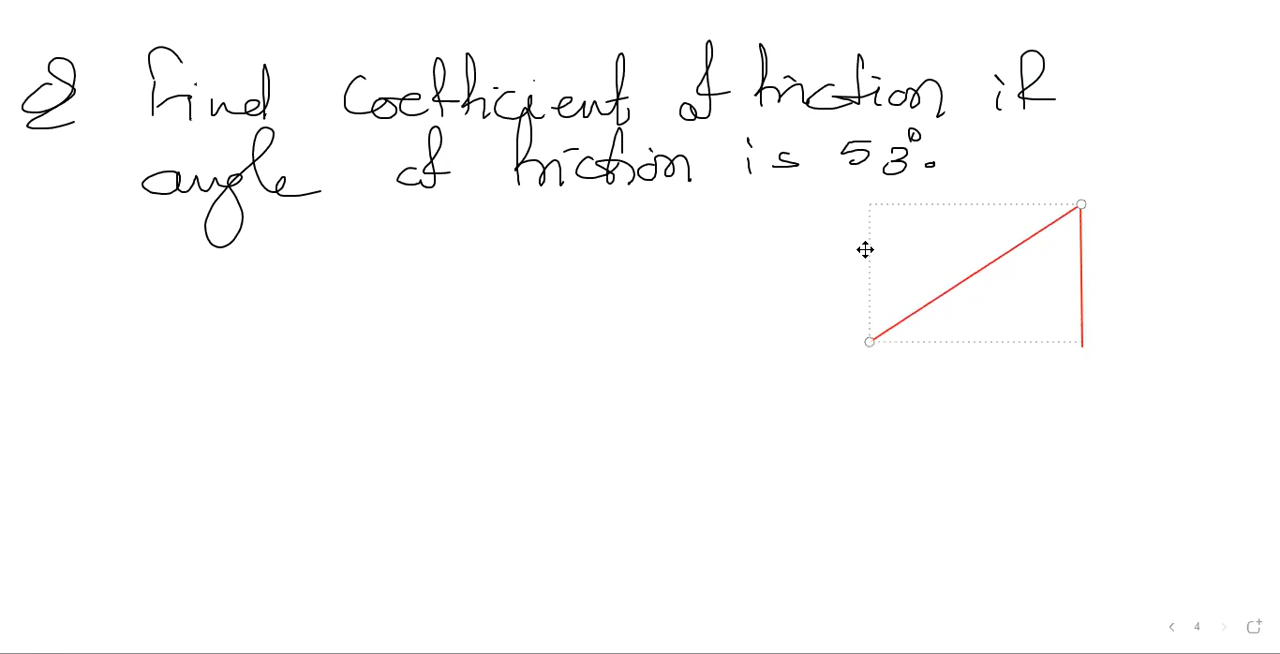 Q Find coefficient of friction if
angle of friction is 53°.
4